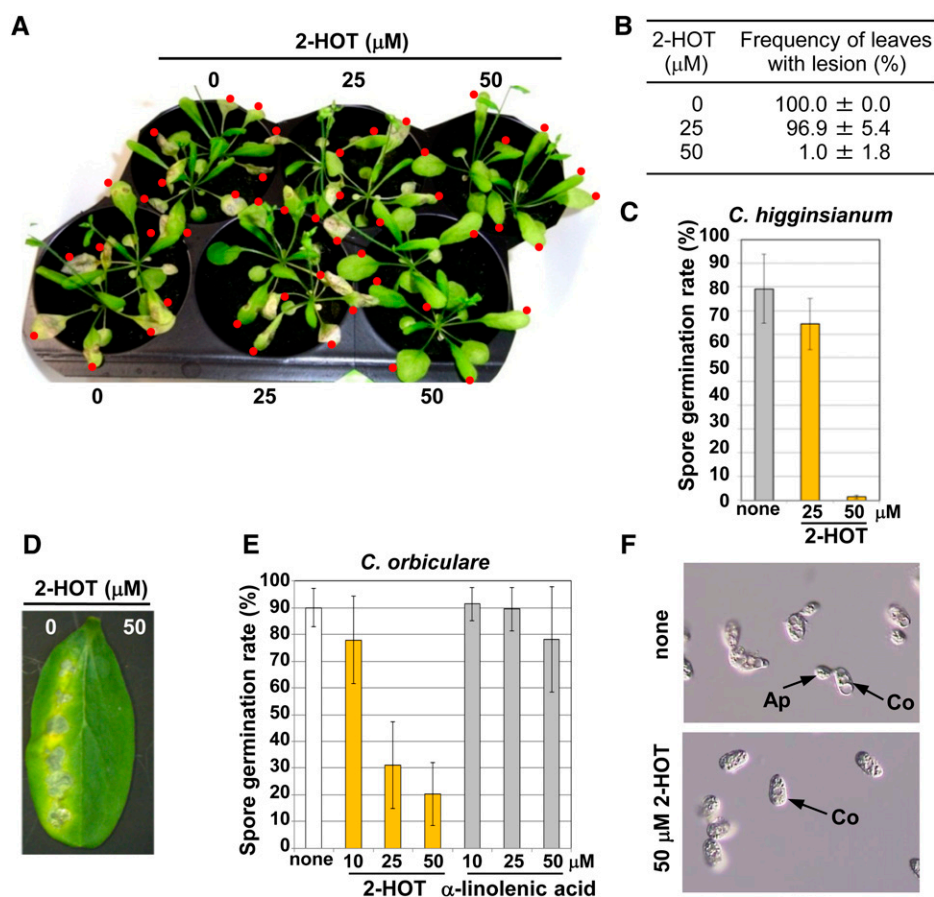 A
2-HOT (μM)
0 25 50
0 25 50
B
2-HOT (μM) Frequency of leaves with lesion (%)
0 100.0 ± 0.0
25 96.9 ± 5.4
50 1.0 ± 1.8
C
C. higginsianum
Spore germination rate (%)
100
90
80
70
60
50
40
30
20
10
0
none 25 50 μM
2-HOT
D
2-HOT (μM)
0 50
E
C. orbiculare
Spore germination rate (%)
100
90
80
70
60
50
40
30
20
10
0
none 10 25 50 10 25 50 μM
2-HOT α-linolenic acid
F
none
Ap Co
50 μM 2-HOT
Co